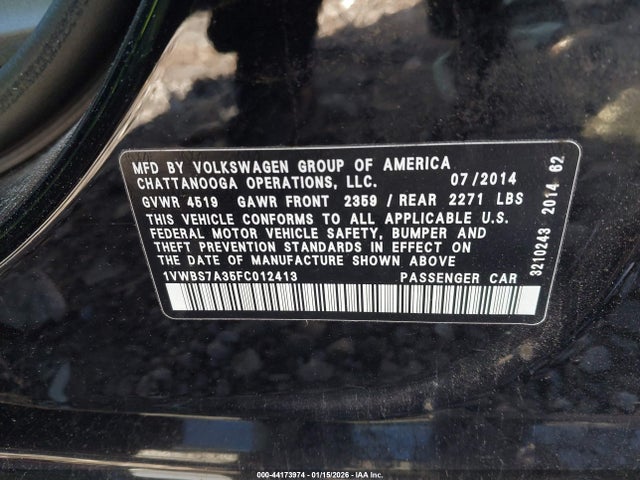 MFD BY VOLKSWAGEN GROUP OF AMERICA
CHATTANOOGA OPERATIONS, LLC. 07/2014
GVWR 4519 GAWR FRONT 2359 / REAR 2271 LBS
THIS VEHICLE CONFORMS TO ALL APPLICABLE U.S.
FEDERAL MOTOR VEHICLE SAFETY, BUMPER AND
THEFT PREVENTION STANDARDS IN EFFECT ON
THE DATE OF MANUFACTURE SHOWN ABOVE
1VWBS7A35FC012413 PASSENGER CAR
3210243 2014 62
000-44173974 | 01/15/2026 - IAA Inc.